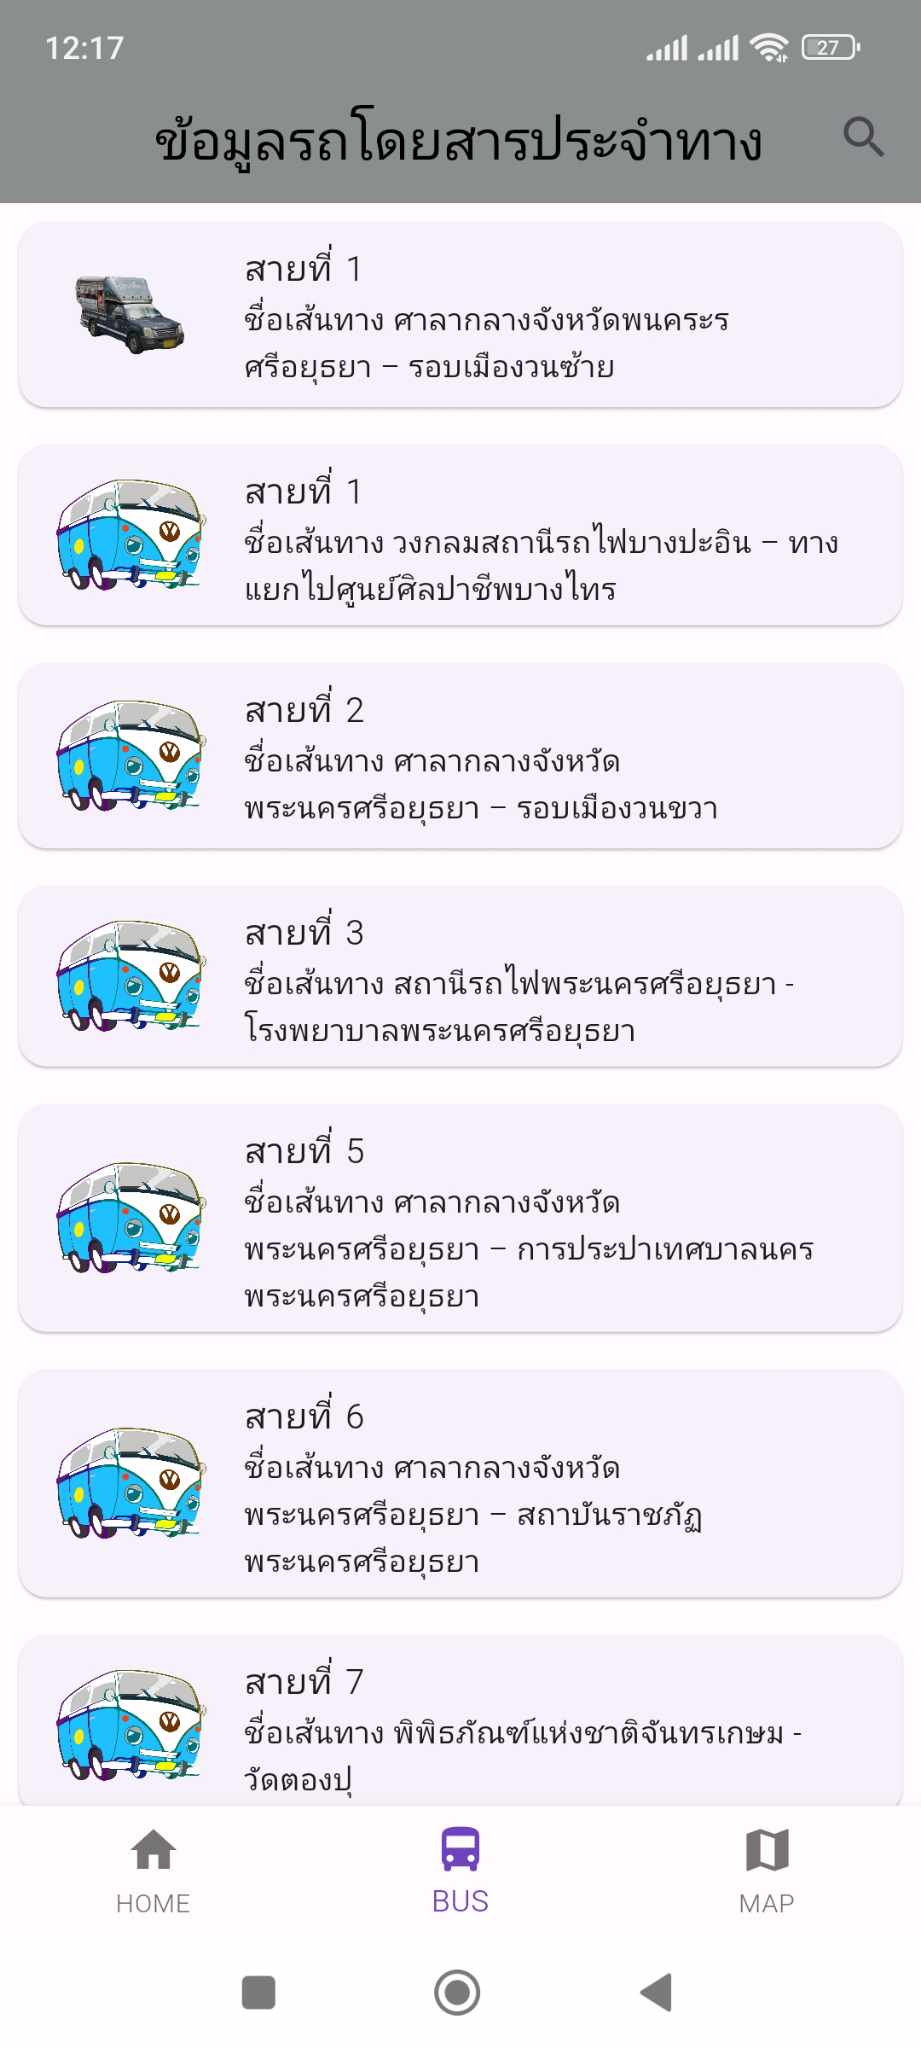 12:17
27
ข้อมูลรถโดยสารประจำทาง
สายที่ 1
ชื่อเส้นทาง ศาลากลางจังหวัดพนคระร
ศรีอยุธยา – รอบเมืองวนซ้าย
สายที่ 1
ชื่อเส้นทาง วงกลมสถานีรถไฟบางปะอิน – ทาง
แยกไปศูนย์ศิลปาชีพบางไทร
สายที่ 2
ชื่อเส้นทาง ศาลากลางจังหวัด
พระนครศรีอยุธยา – รอบเมืองวนขวา
สายที่ 3
ชื่อเส้นทาง สถานีรถไฟพระนครศรีอยุธยา -
โรงพยาบาลพระนครศรีอยุธยา
สายที่ 5
ชื่อเส้นทาง ศาลากลางจังหวัด
พระนครศรีอยุธยา – การประปาเทศบาลนคร
พระนครศรีอยุธยา
สายที่ 6
ชื่อเส้นทาง ศาลากลางจังหวัด
พระนครศรีอยุธยา – สถาบันราชภัฏ
พระนครศรีอยุธยา
สายที่ 7
ชื่อเส้นทาง พิพิธภัณฑ์แห่งชาติจันทรเกษม -
วัดตองปุ
HOME
BUS
MAP